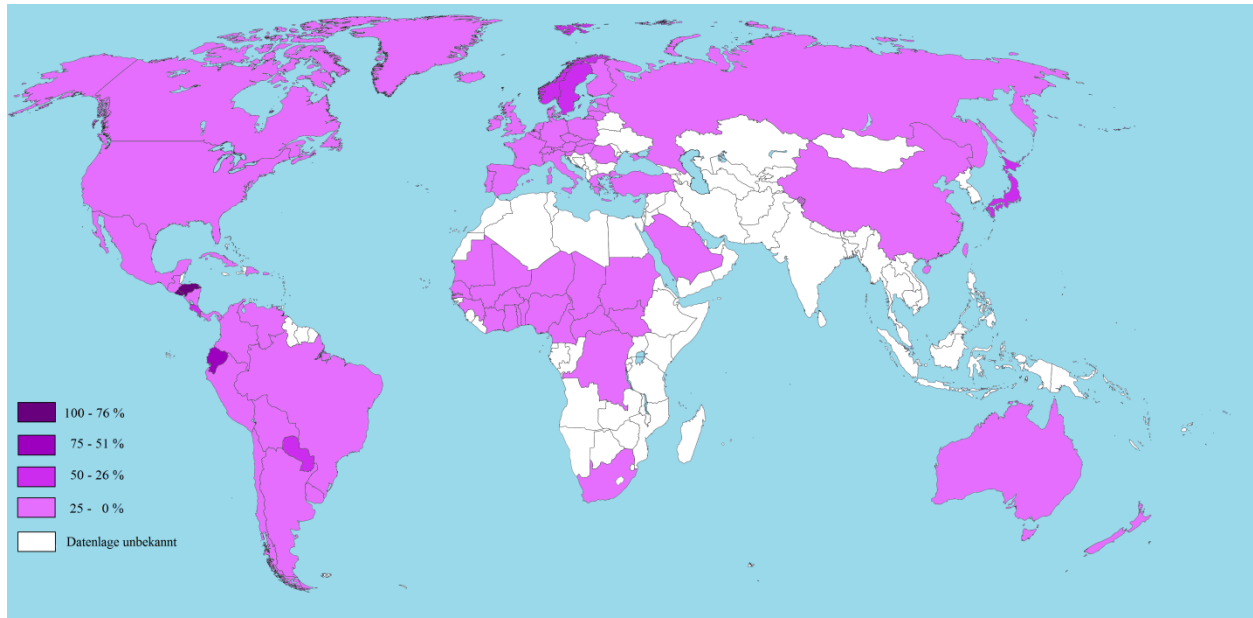 100 - 76 %
75 - 51 %
50 - 26 %
25 - 0 %
Datenlage unbekannt